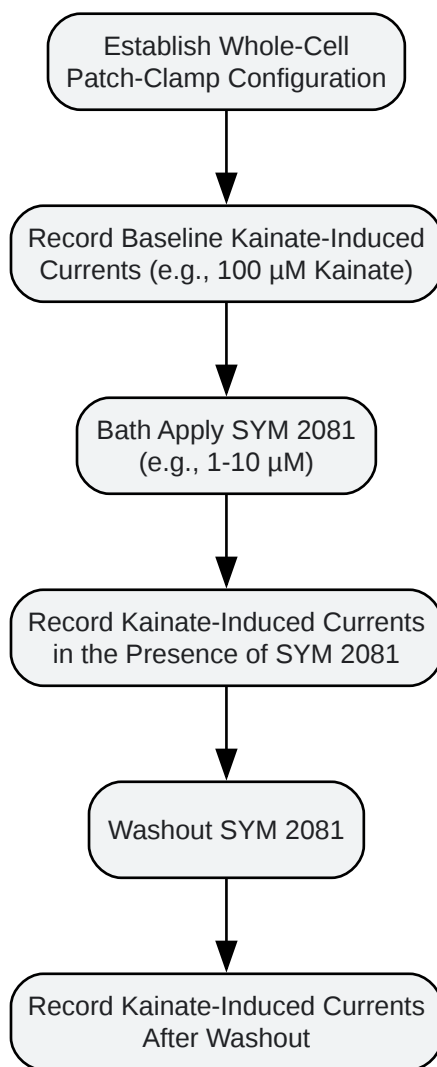 Establish Whole-Cell
Patch-Clamp Configuration
Record Baseline Kainate-Induced
Currents (e.g., 100 µM Kainate)
Bath Apply SYM 2081
(e.g., 1-10 µM)
Record Kainate-Induced Currents
in the Presence of SYM 2081
Washout SYM 2081
Record Kainate-Induced Currents
After Washout